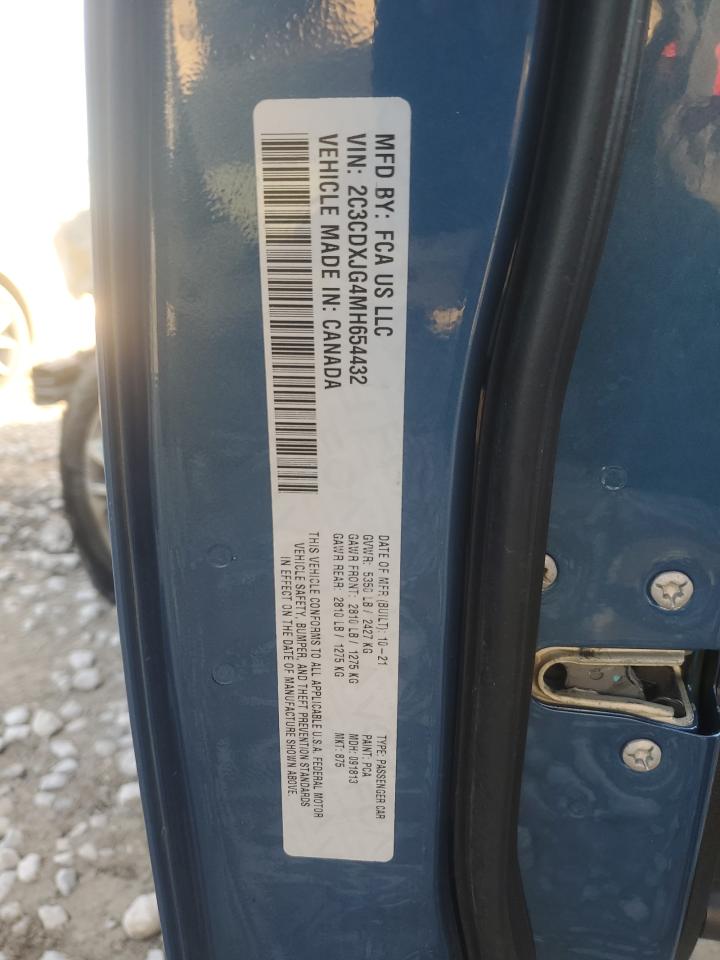 MFD BY: FCA US LLC
VIN: 2C3CDXJG4MH654432
VEHICLE MADE IN: CANADA
DATE OF MFR. (BUILT): 10-21
GVWR: 5350 LB / 2427 KG
GAWR FRONT: 2810 LB / 1275 KG
GAWR REAR: 2810 LB / 1275 KG
TYPE: PASSENGER CAR
PAINT: PCA
MDH: 091813
MKT: 875
THIS VEHICLE CONFORMS TO ALL APPLICABLE U.S.A. FEDERAL MOTOR
VEHICLE SAFETY, BUMPER, AND THEFT PREVENTION STANDARDS
IN EFFECT ON THE DATE OF MANUFACTURE SHOWN ABOVE.